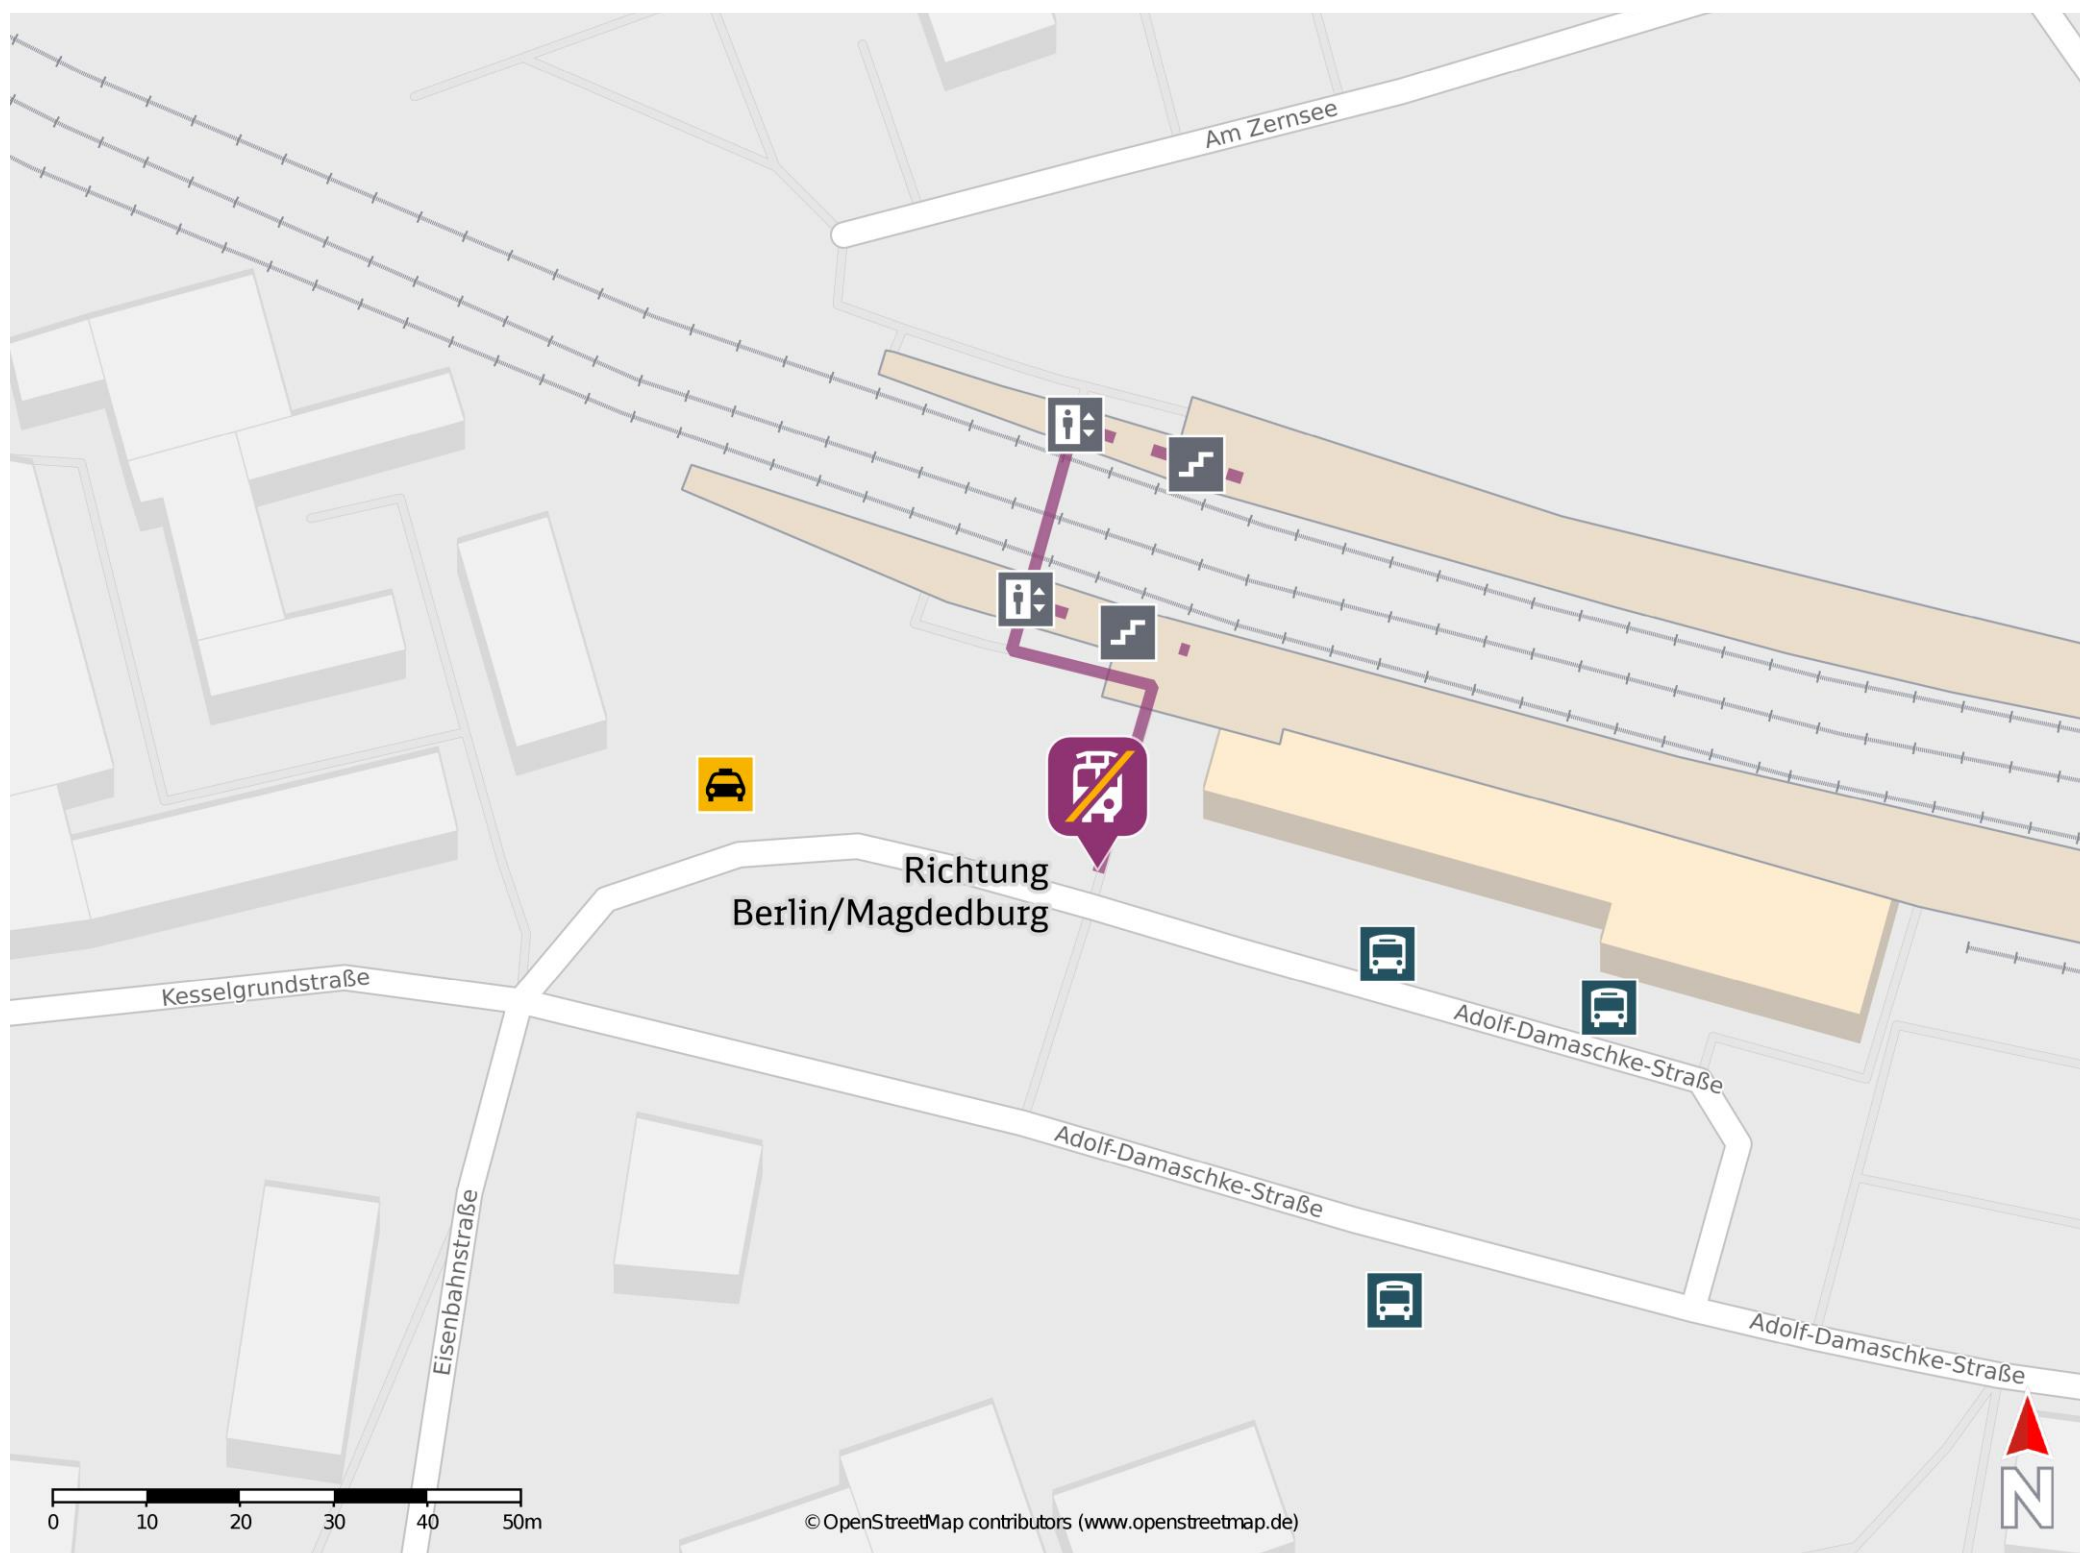 Am Zernsee
Richtung
Berlin/Magdedburg
Kesselgrundstraße
Adolf-Damaschke-Straße
Adolf-Damaschke-Straße
Eisenbahnstraße
Adolf-Damaschke-Straße
N
0 10 20 30 40 50m
© OpenStreetMap contributors (www.openstreetmap.de)